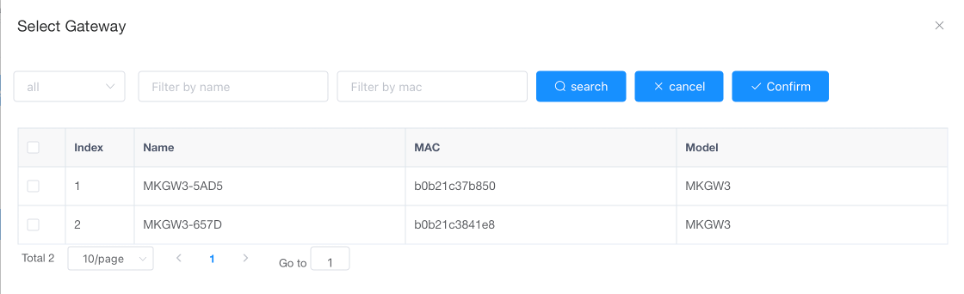 Select Gateway
all Filter by name Filter by mac search cancel Confirm
Index Name MAC Model
1 MKGW3-5AD5 b0b21c37b850 MKGW3
2 MKGW3-657D b0b21c3841e8 MKGW3
Total 2 10/page 1 Go to 1